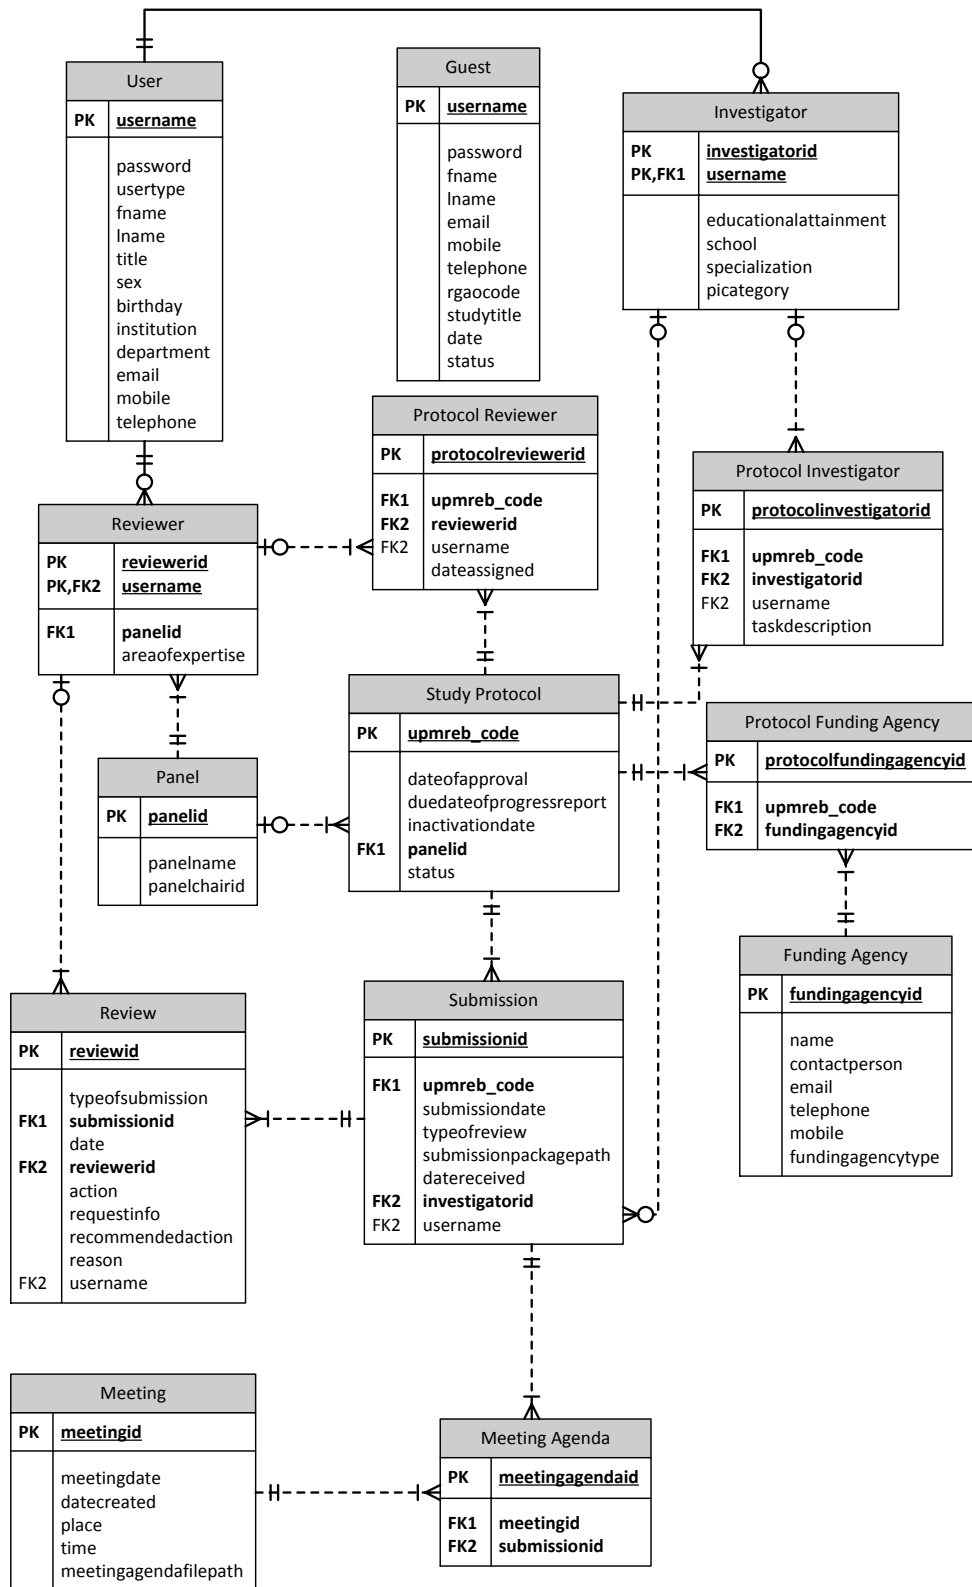 User
PK username
password
usertype
fname
lname
title
sex
birthday
institution
department
email
mobile
telephone
Guest
PK username
password
fname
lname
email
mobile
telephone
rgaocode
studytitle
date
status
Investigator
PK investigatorid
PK,FK1 username
educationalattainment
school
specialization
picategory
Protocol Reviewer
PK protocolreviewerid
FK1 upmreb_code
FK2 reviewerid
FK2 username
dateassigned
Protocol Investigator
PK protocolinvestigatorid
FK1 upmreb_code
FK2 investigatorid
FK2 username
taskdescription
Reviewer
PK reviewerid
PK,FK2 username
FK1 panelid
areaofexpertise
Study Protocol
PK upmreb_code
dateofapproval
duedateofprogressreport
inactivationdate
FK1 panelid
status
Protocol Funding Agency
PK protocolfundingagencyid
FK1 upmreb_code
FK2 fundingagencyid
Panel
PK panelid
panelname
panelchairid
Funding Agency
PK fundingagencyid
name
contactperson
email
telephone
mobile
fundingagencytype
Review
PK reviewid
typeofsubmission
FK1 submissionid
date
FK2 reviewerid
action
requestinfo
recommendedaction
reason
FK2 username
Submission
PK submissionid
FK1 upmreb_code
submissiondate
typeofreview
submissionpackagepath
datereceived
FK2 investigatorid
FK2 username
Meeting
PK meetingid
meetingdate
datecreated
place
time
meetingagendafilepath
Meeting Agenda
PK meetingagendaid
FK1 meetingid
FK2 submissionid